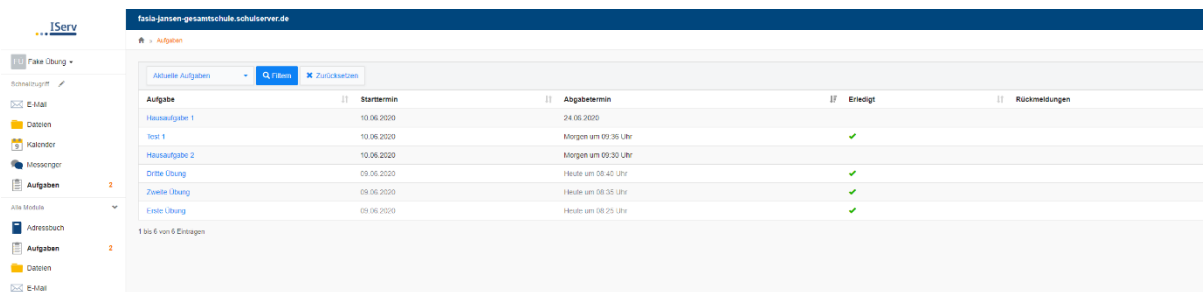 IServ
fasia-jansen-gesamtschule.schulserver.de
» Aufgaben
FÜ Fake Übung
Schnellzugriff
E-Mail
Dateien
9 Kalender
Messenger
Aufgaben 2
Alle Module
Adressbuch
Aufgaben 2
Dateien
E-Mail
Aktuelle Aufgaben Filtern Zurücksetzen
Aufgabe Starttermin Abgabetermin Erledigt Rückmeldungen
Hausaufgabe 1 10.06.2020 24.06.2020
Test 1 10.06.2020 Morgen um 09:36 Uhr ✔
Hausaufgabe 2 10.06.2020 Morgen um 09:30 Uhr
Dritte Übung 09.06.2020 Heute um 08:40 Uhr ✔
Zweite Übung 09.06.2020 Heute um 08:35 Uhr ✔
Erste Übung 09.06.2020 Heute um 08:25 Uhr ✔
1 bis 6 von 6 Einträgen